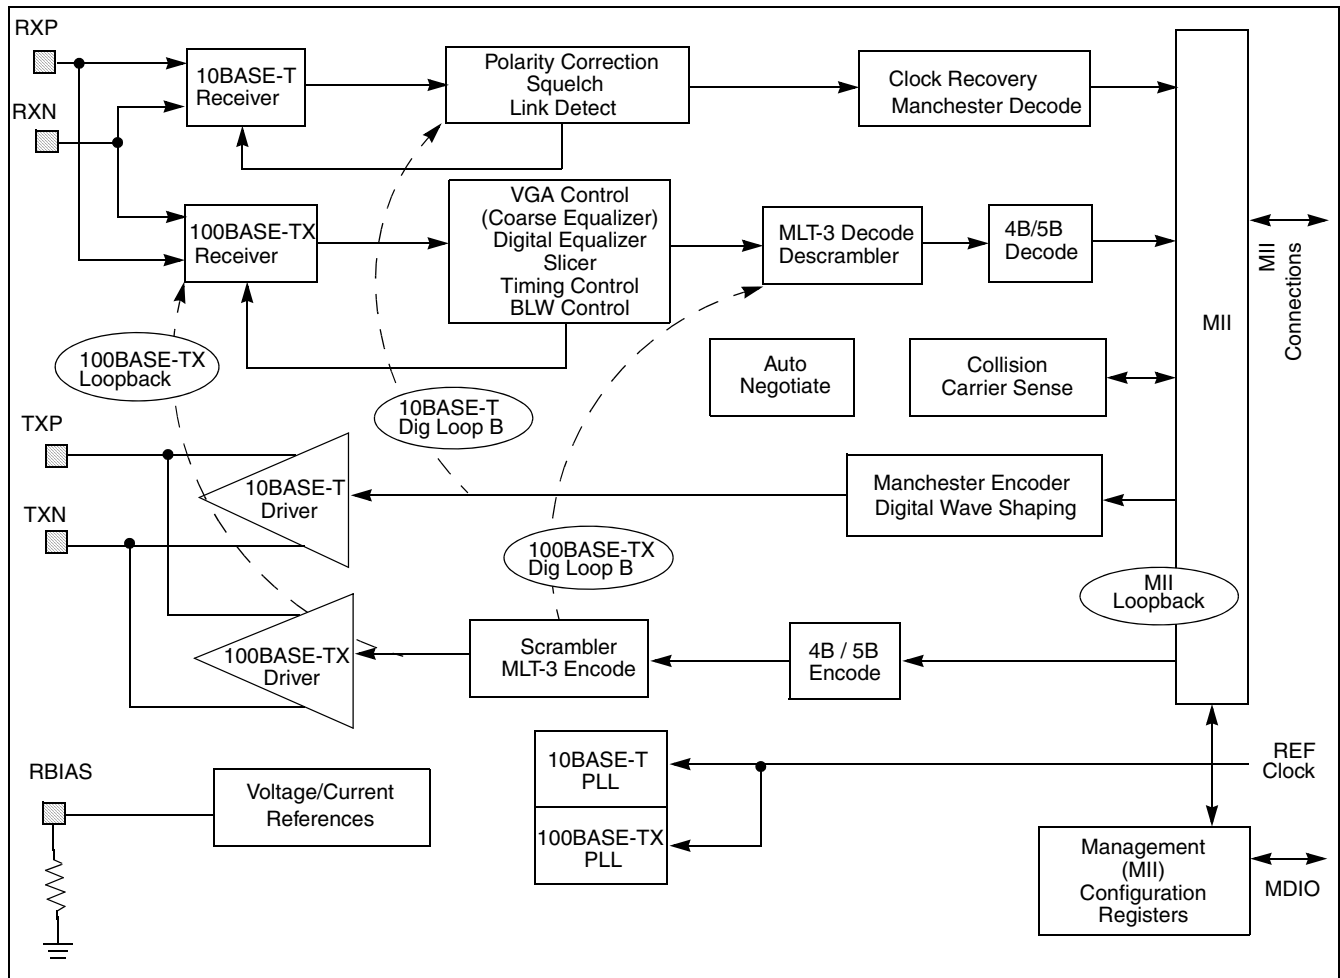 RXP
10BASE-T
Receiver
Polarity Correction
Squelch
Link Detect
Clock Recovery
Manchester Decode
RXN
100BASE-TX
Receiver
VGA Control
(Coarse Equalizer)
Digital Equalizer
Slicer
Timing Control
BLW Control
MLT-3 Decode
Descrambler
4B/5B
Decode
MII
MII
Connections
100BASE-TX
Loopback
10BASE-T
Dig Loop B
Auto
Negotiate
Collision
Carrier Sense
TXP
10BASE-T
Driver
Manchester Encoder
Digital Wave Shaping
TXN
100BASE-TX
Dig Loop B
MII
Loopback
100BASE-TX
Driver
Scrambler
MLT-3 Encode
4B / 5B
Encode
RBIAS
Voltage/Current
References
10BASE-T
PLL
100BASE-TX
PLL
REF
Clock
Management
(MII)
Configuration
Registers
MDIO